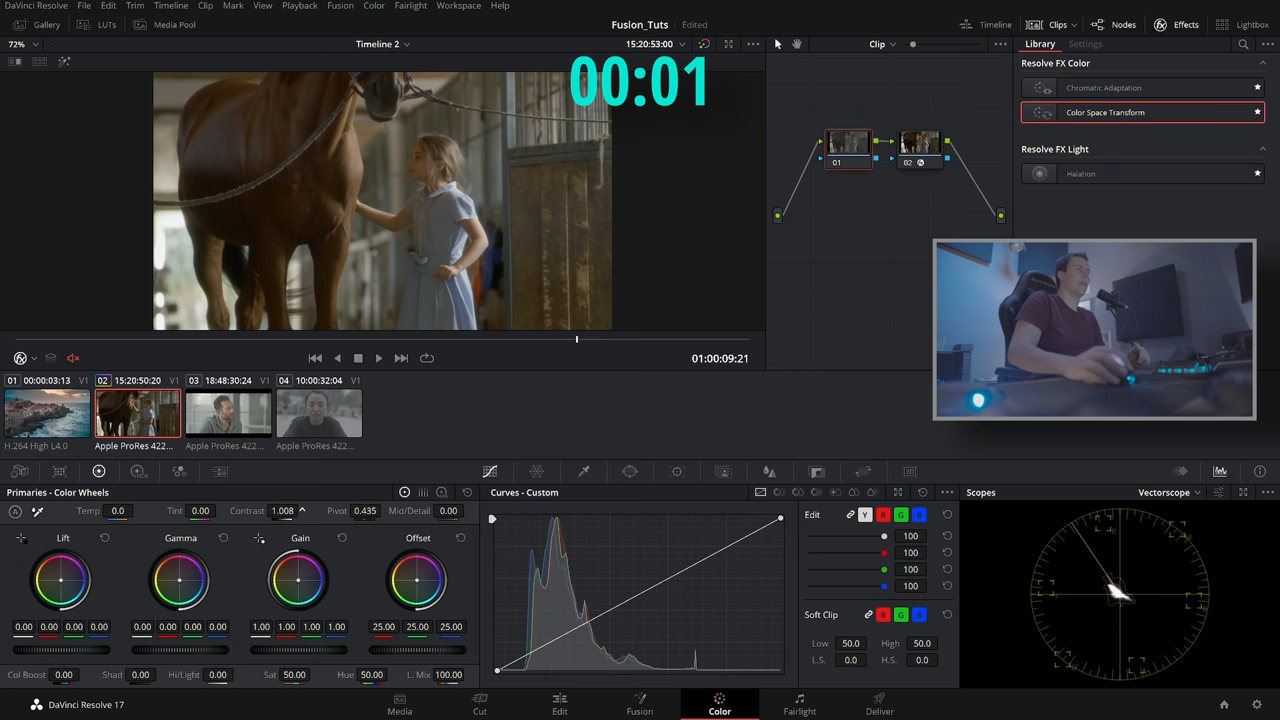 DaVinci Resolve File Edit Trim Timeline Clip Mark View Playback Fusion Color Fairlight Workspace Help
Gallery LUTs Media Pool Fusion_Tuts Edited Timeline Clips Nodes Effects Lightbox
72% Timeline 2 15:20:53:00 Clip Library Settings
00:01
Resolve FX Color
Chromatic Adaptation
Color Space Transform
Resolve FX Light
Halation
01 02
01:00:09:21
01 00:00:03:13 V1 02 15:20:50:20 V1 03 18:48:30:24 V1 04 10:00:32:04 V1
H.264 High L4.0 Apple ProRes 422... Apple ProRes 422... Apple ProRes 422...
Primaries - Color Wheels Curves - Custom Scopes Vectorscope
Temp 0.0 Tint 0.00 Contrast 1.008 Pivot 0.435 Mid/Detail 0.00
Lift Gamma Gain Offset
0.00 0.00 0.00 0.00 0.00 0.00 0.00 0.00 1.00 1.00 1.00 1.00 25.00 25.00 25.00
Col Boost 0.00 Shad 0.00 Hi/Light 0.00 Sat 50.00 Hue 50.00 L. Mix 100.00
Edit Y R G B
100
100
100
100
Soft Clip R G B
Low 50.0 High 50.0
L.S. 0.0 H.S. 0.0
DaVinci Resolve 17 Media Cut Edit Fusion Color Fairlight Deliver